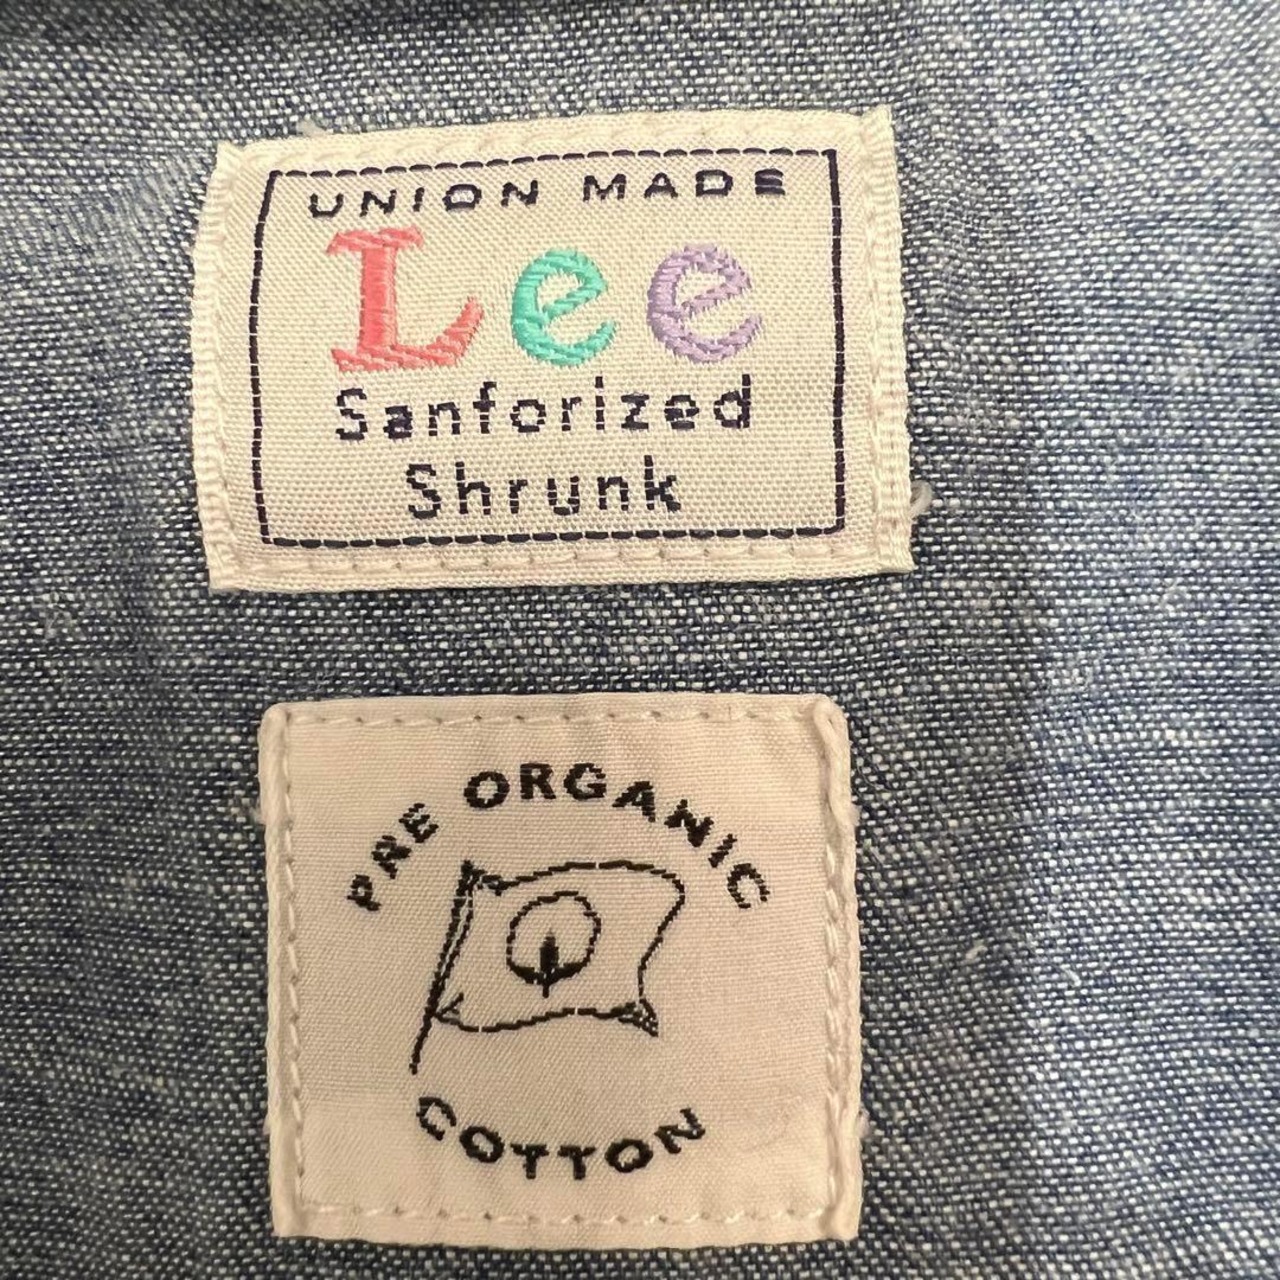 UNION MADE
Lee
Sanforized
Shrunk
PRE ORGANIC
COTTON